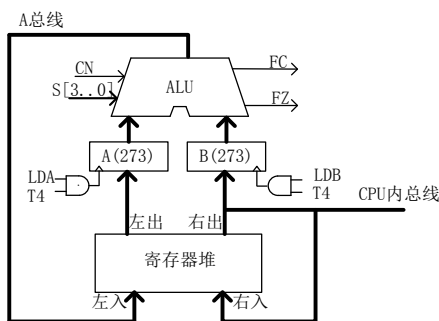 A总线
CN
S[3..0]
ALU
FC
FZ
A(273)
B(273)
LDA
T4
LDB
T4
CPU内总线
左出
右出
寄存器堆
左入
右入